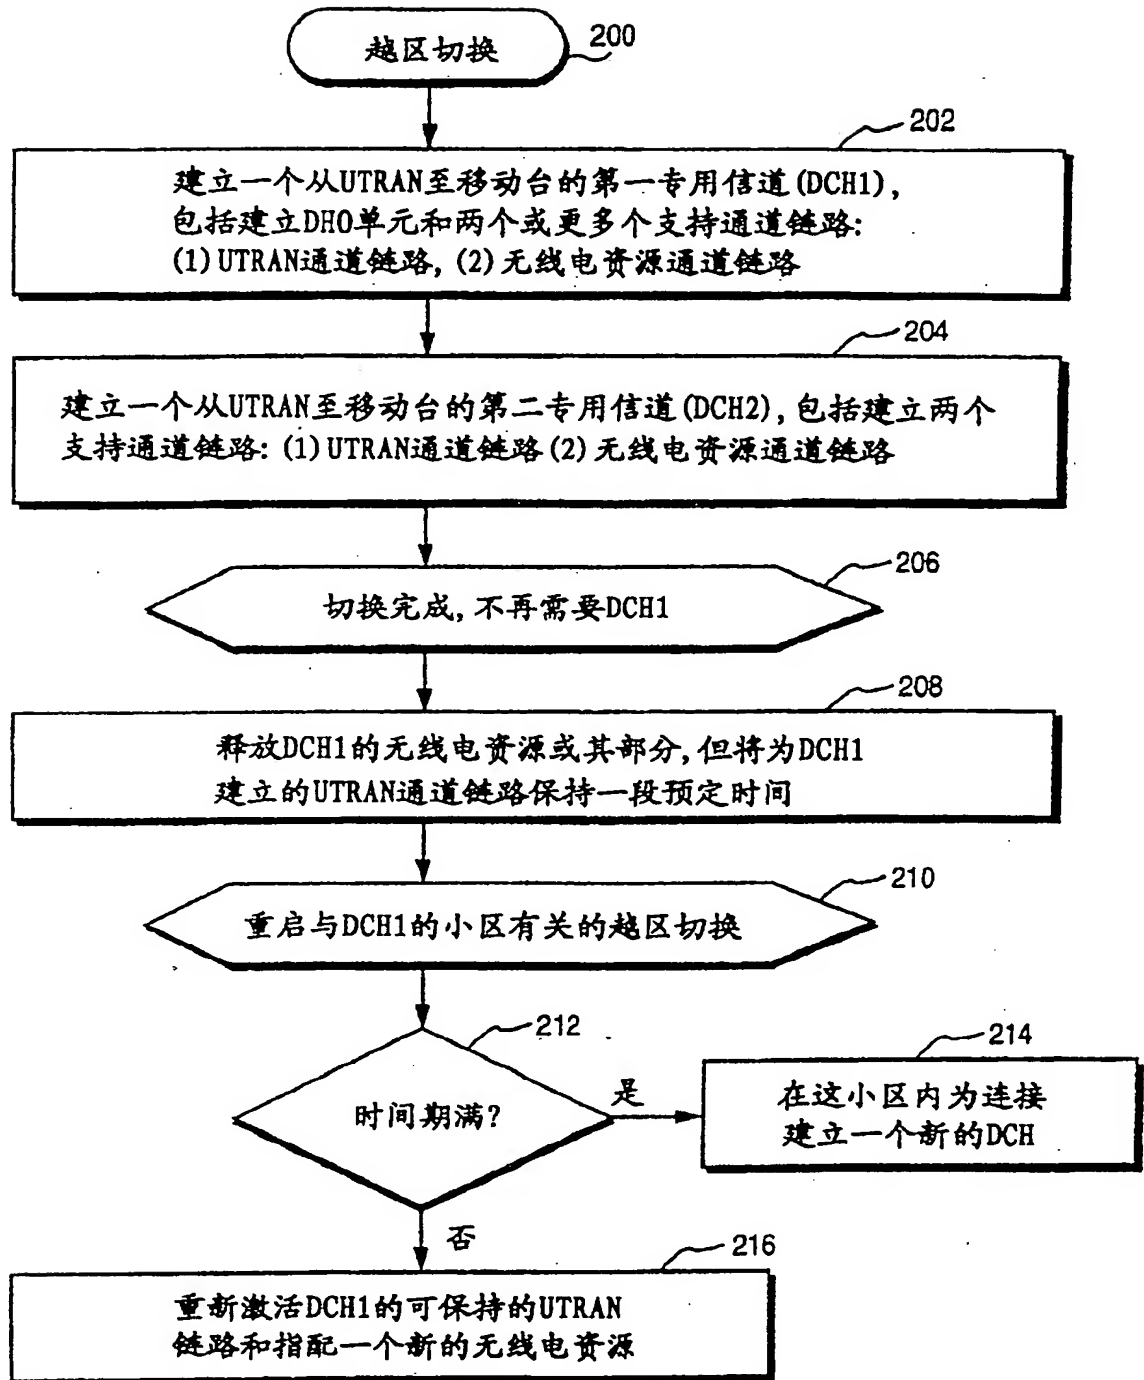 越区切换
200
202
建立一个从UTRAN至移动台的第一专用信道(DCH1),
包括建立DHO单元和两个或更多个支持通道链路:
(1)UTRAN通道链路,(2)无线电资源通道链路
204
建立一个从UTRAN至移动台的第二专用信道(DCH2),包括建立两个
支持通道链路:(1)UTRAN通道链路(2)无线电资源通道链路
206
切换完成,不再需要DCH1
208
释放DCH1的无线电资源或其部分,但将为DCH1
建立的UTRAN通道链路保持一段预定时间
210
重启与DCH1的小区有关的越区切换
212
时间期满?
是
214
在这小区内为连接
建立一个新的DCH
否
216
重新激活DCH1的可保持的UTRAN
链路和指配一个新的无线电资源